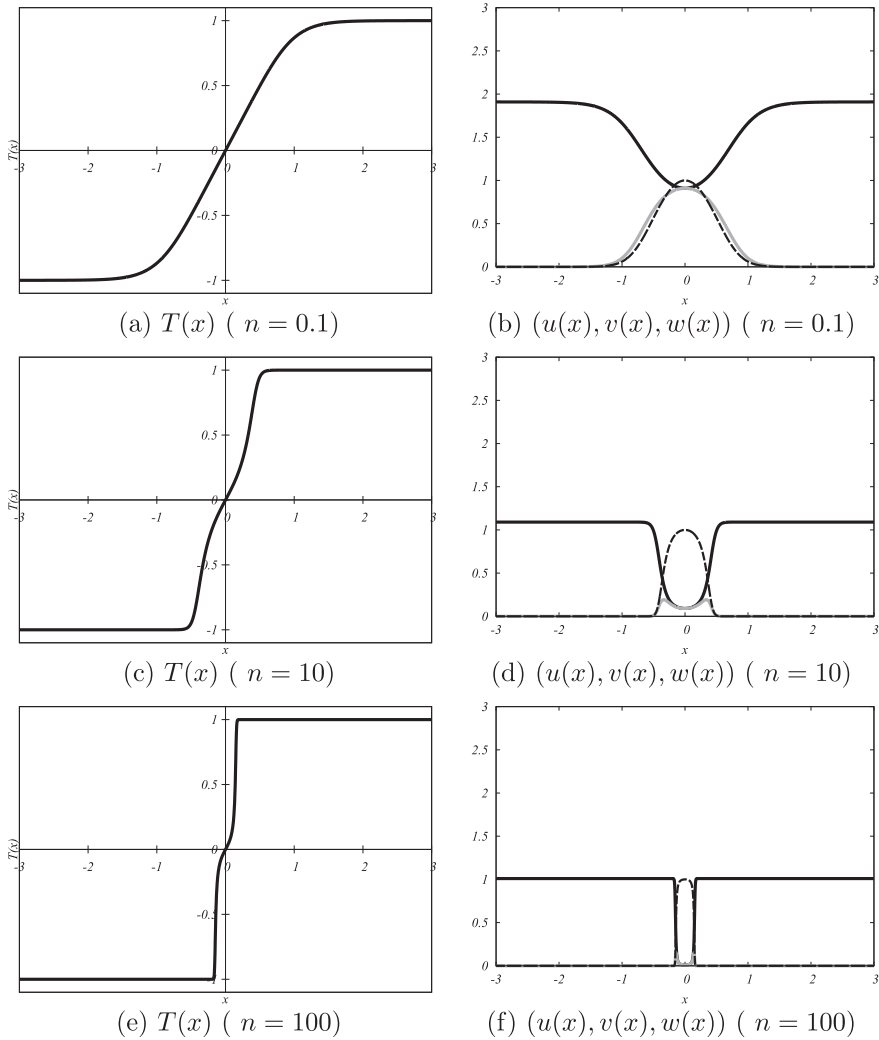 1
0.5
0
-0.5
-1
T(x)
-3 -2 -1 0 1 2 3
x
3
2.5
2
1.5
1
0.5
0
-3 -2 -1 0 1 2 3
x
(a) T(x) ( n = 0.1)
(b) (u(x), v(x), w(x)) ( n = 0.1)
1
0.5
0
-0.5
-1
T(x)
-3 -2 -1 0 1 2 3
x
3
2.5
2
1.5
1
0.5
0
-3 -2 -1 0 1 2 3
x
(c) T(x) ( n = 10)
(d) (u(x), v(x), w(x)) ( n = 10)
1
0.5
0
-0.5
-1
T(x)
-3 -2 -1 0 1 2 3
x
3
2.5
2
1.5
1
0.5
0
-3 -2 -1 0 1 2 3
x
(e) T(x) ( n = 100)
(f) (u(x), v(x), w(x)) ( n = 100)